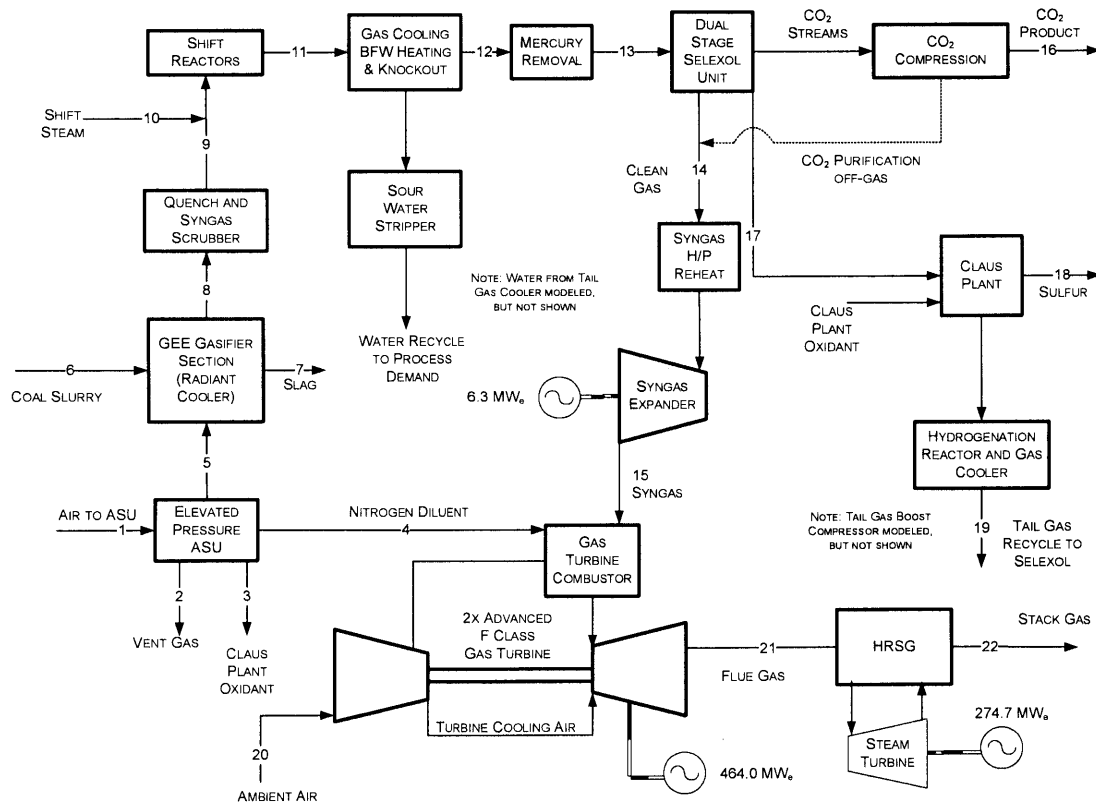 SHIFT
REACTORS
11
GAS COOLING
BFW HEATING
& KNOCKOUT
12
MERCURY
REMOVAL
13
DUAL
STAGE
SELEXOL
UNIT
CO2
STREAMS
CO2
COMPRESSION
CO2
PRODUCT
16
SHIFT
STEAM
10
9
CO2 PURIFICATION
OFF-GAS
14
CLEAN
GAS
QUENCH AND
SYNGAS
SCRUBBER
SOUR
WATER
STRIPPER
SYNGAS
H/P
REHEAT
17
CLAUS
PLANT
18
SULFUR
CLAUS
PLANT
OXIDANT
NOTE: WATER FROM TAIL
GAS COOLER MODELED,
BUT NOT SHOWN
8
WATER RECYCLE
TO PROCESS
DEMAND
6
COAL SLURRY
GEE GASIFIER
SECTION
(RADIANT
COOLER)
7
SLAG
6.3 MWe
SYNGAS
EXPANDER
HYDROGENATION
REACTOR AND GAS
COOLER
5
15
SYNGAS
AIR TO ASU
1
ELEVATED
PRESSURE
ASU
NITROGEN DILUENT
4
GAS
TURBINE
COMBUSTOR
NOTE: TAIL GAS BOOST
COMPRESSOR MODELED,
BUT NOT SHOWN
19
TAIL GAS
RECYCLE TO
SELEXOL
2
3
VENT GAS
CLAUS
PLANT
OXIDANT
2X ADVANCED
F CLASS
GAS TURBINE
21
FLUE GAS
HRSG
22
STACK GAS
TURBINE COOLING AIR
20
AMBIENT AIR
464.0 MWe
STEAM
TURBINE
274.7 MWe